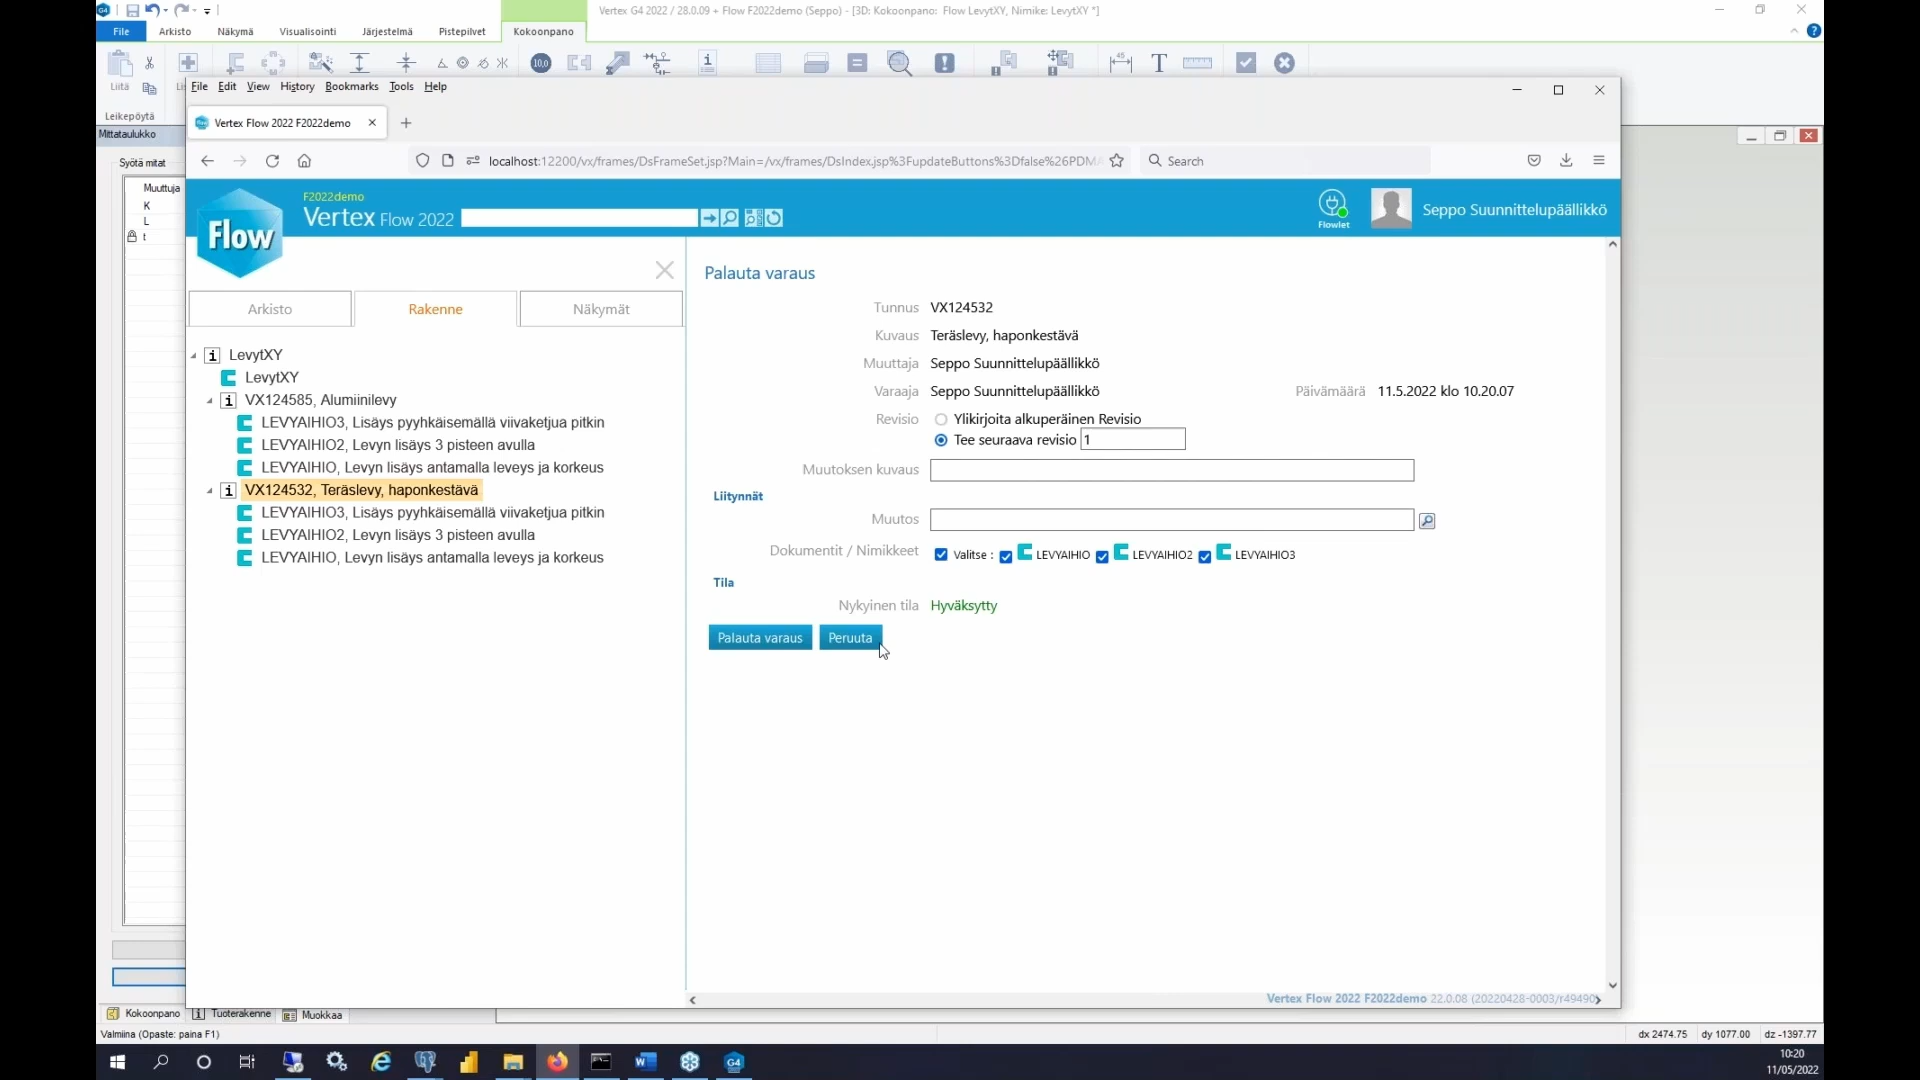 Vertex G4 2022 / 28.0.09 + Flow F2022demo (Seppo) - [3D: Kokoonpano: Flow LevytXY, Nimike: LevytXY *]
File Arkisto Näkymä Visualisointi Järjestelmä Pistepilvet Kokoonpano
Liitä
Leikepöytä
Mittataulukko
Syötä mitat
Muuttuja
K
L
t
File Edit View History Bookmarks Tools Help
Vertex Flow 2022 F2022demo
localhost:12200/vx/frames/DsFrameSet.jsp?Main=/vx/frames/DsIndex.jsp%3FupdateButtons%3Dfalse%26PDMA
Search
Flow
F2022demo
Vertex Flow 2022
Flowlet
Seppo Suunnittelupäällikkö
Arkisto Rakenne Näkymät
LevytXY
LevytXY
VX124585, Alumiinilevy
LEVYAIHIO3, Lisäys pyyhkäisemällä viivaketjua pitkin
LEVYAIHIO2, Levyn lisäys 3 pisteen avulla
LEVYAIHIO, Levyn lisäys antamalla leveys ja korkeus
VX124532, Teräslevy, haponkestävä
LEVYAIHIO3, Lisäys pyyhkäisemällä viivaketjua pitkin
LEVYAIHIO2, Levyn lisäys 3 pisteen avulla
LEVYAIHIO, Levyn lisäys antamalla leveys ja korkeus
Palauta varaus
Tunnus VX124532
Kuvaus Teräslevy, haponkestävä
Muuttaja Seppo Suunnittelupäällikkö
Varaaja Seppo Suunnittelupäällikkö Päivämäärä 11.5.2022 klo 10.20.07
Revisio Ylikirjoita alkuperäinen Revisio
Tee seuraava revisio 1
Muutoksen kuvaus
Liitynnät
Muutos
Dokumentit / Nimikkeet Valitse : LEVYAIHIO LEVYAIHIO2 LEVYAIHIO3
Tila
Nykyinen tila Hyväksytty
Palauta varaus Peruuta
Vertex Flow 2022 F2022demo 22.0.08 (20220428-0003/r49490
Kokoonpano Tuoterakenne Muokkaa
Valmiina (Opaste: paina F1)
dx 2474.75 dy 1077.00 dz -1397.77
10:20
11/05/2022